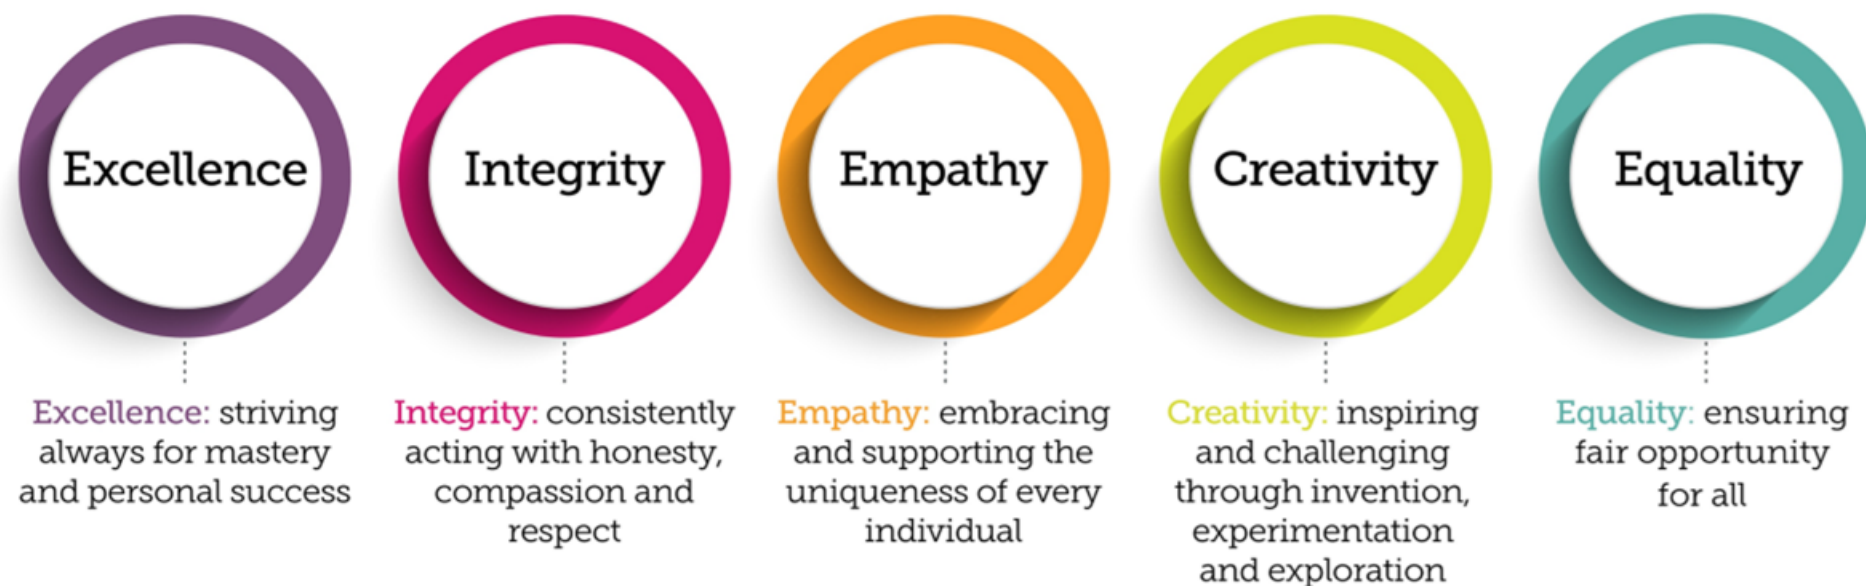 Excellence
Integrity
Empathy
Creativity
Equality
Excellence: striving
always for mastery
and personal success
Integrity: consistently
acting with honesty,
compassion and
respect
Empathy: embracing
and supporting the
uniqueness of every
individual
Creativity: inspiring
and challenging
through invention,
experimentation
and exploration
Equality: ensuring
fair opportunity
for all